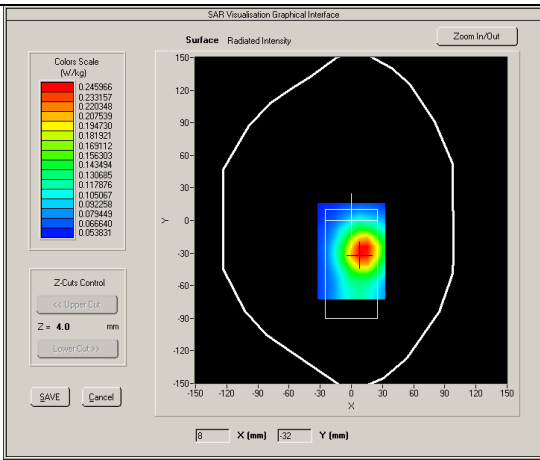 SAR Visualisation Graphical Interface
Surface Radiated Intensity
Zoom In/Out
Colors Scale
(W/kg)
0.245966
0.233157
0.220348
0.207539
0.194730
0.181921
0.169112
0.156303
0.143494
0.130685
0.117876
0.105067
0.092258
0.079449
0.066640
0.053831
Z-Cuts Control
<< Upper Cut
Z = 4.0 mm
Lower Cut >>
SAVE Cancel
150
120
90
60
30
0
-30
-60
-90
-120
-150
Y
-150 -120 -90 -60 -30 0 30 60 90 120 150
X
8 X (mm) -32 Y (mm)